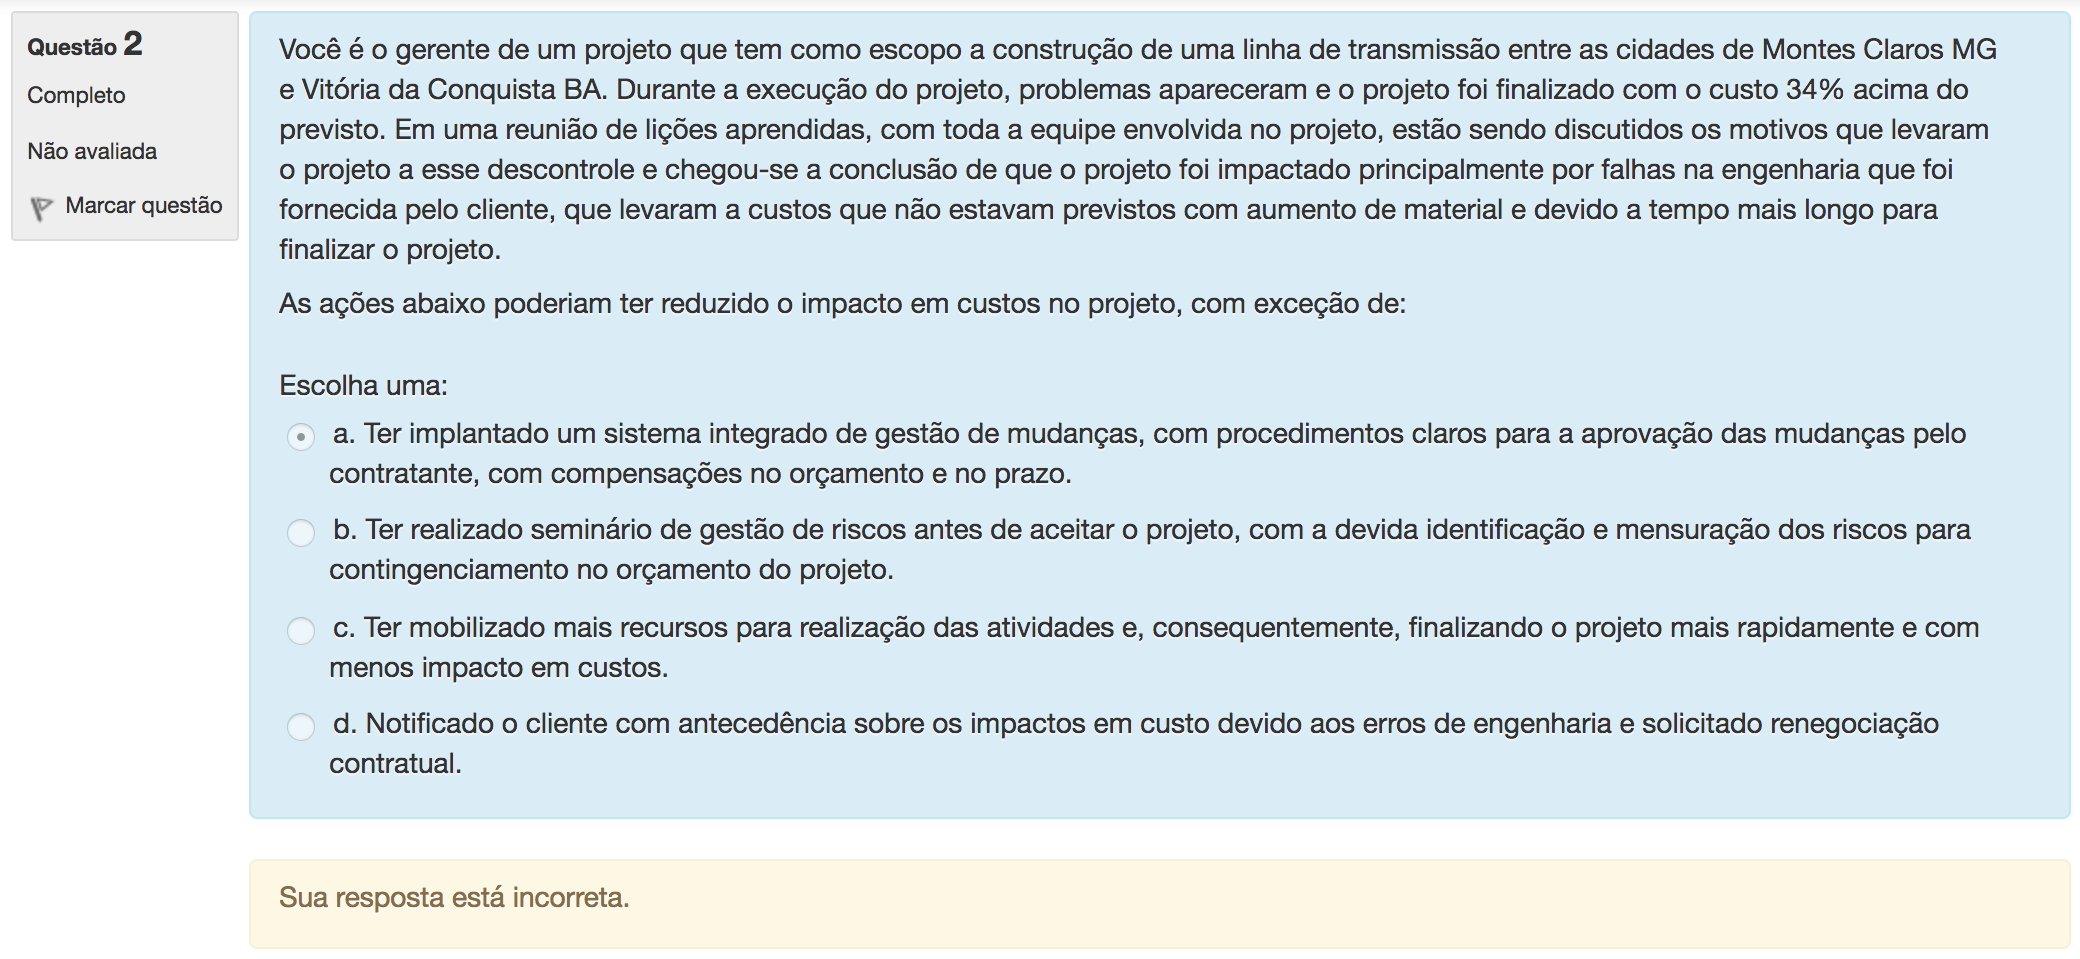 Questão 2
Completo
Não avaliada
Marcar questão
Você é o gerente de um projeto que tem como escopo a construção de uma linha de transmissão entre as cidades de Montes Claros MG
e Vitória da Conquista BA. Durante a execução do projeto, problemas apareceram e o projeto foi finalizado com o custo 34% acima do
previsto. Em uma reunião de lições aprendidas, com toda a equipe envolvida no projeto, estão sendo discutidos os motivos que levaram
o projeto a esse descontrole e chegou-se a conclusão de que o projeto foi impactado principalmente por falhas na engenharia que foi
fornecida pelo cliente, que levaram a custos que não estavam previstos com aumento de material e devido a tempo mais longo para
finalizar o projeto.
As ações abaixo poderiam ter reduzido o impacto em custos no projeto, com exceção de:
Escolha uma:
a. Ter implantado um sistema integrado de gestão de mudanças, com procedimentos claros para a aprovação das mudanças pelo
contratante, com compensações no orçamento e no prazo.
b. Ter realizado seminário de gestão de riscos antes de aceitar o projeto, com a devida identificação e mensuração dos riscos para
contingenciamento no orçamento do projeto.
c. Ter mobilizado mais recursos para realização das atividades e, consequentemente, finalizando o projeto mais rapidamente e com
menos impacto em custos.
d. Notificado o cliente com antecedência sobre os impactos em custo devido aos erros de engenharia e solicitado renegociação
contratual.
Sua resposta está incorreta.